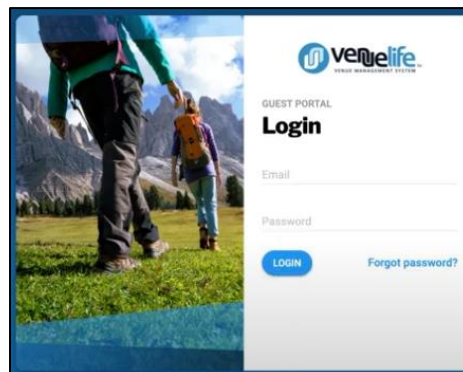 venuelife
VENUE MANAGEMENT SYSTEM
GUEST PORTAL
Login
Email
Password
LOGIN
Forgot password?